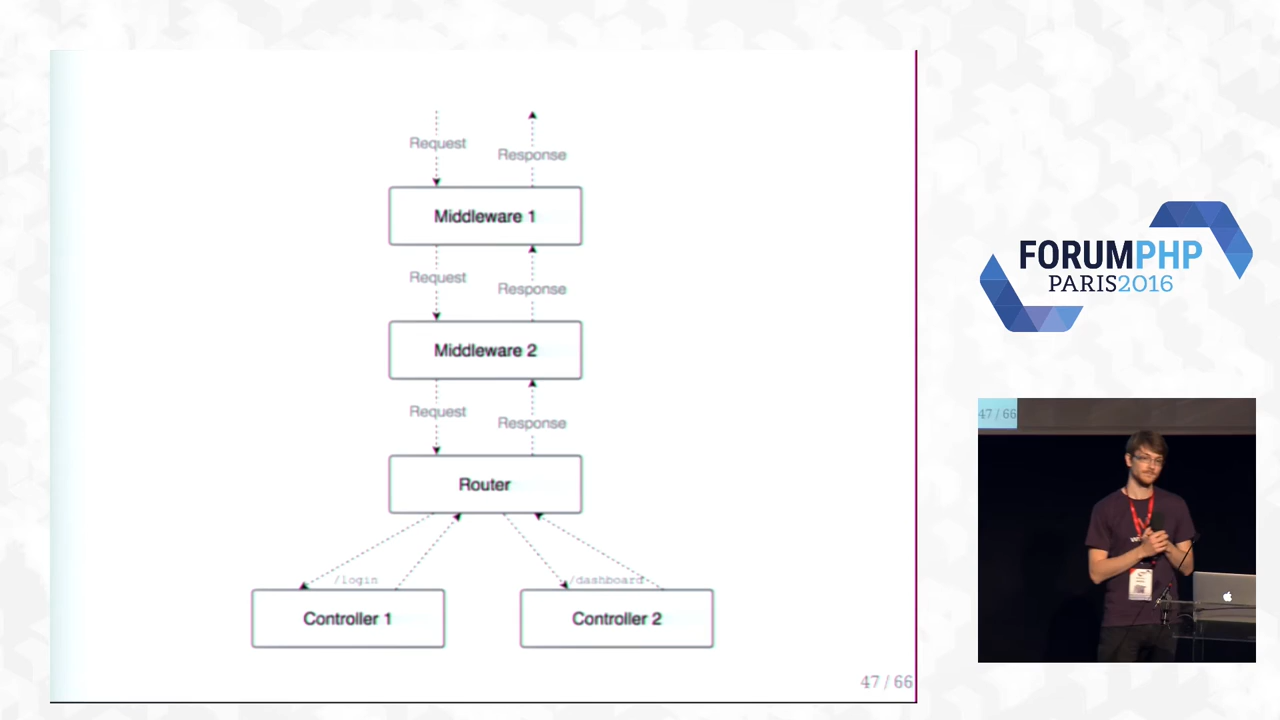 Request
Response
Middleware 1
Request
Response
Middleware 2
Request
Response
Router
/login
/dashboard
Controller 1
Controller 2
47 / 66
FORUMPHP
PARIS2016
47 / 66